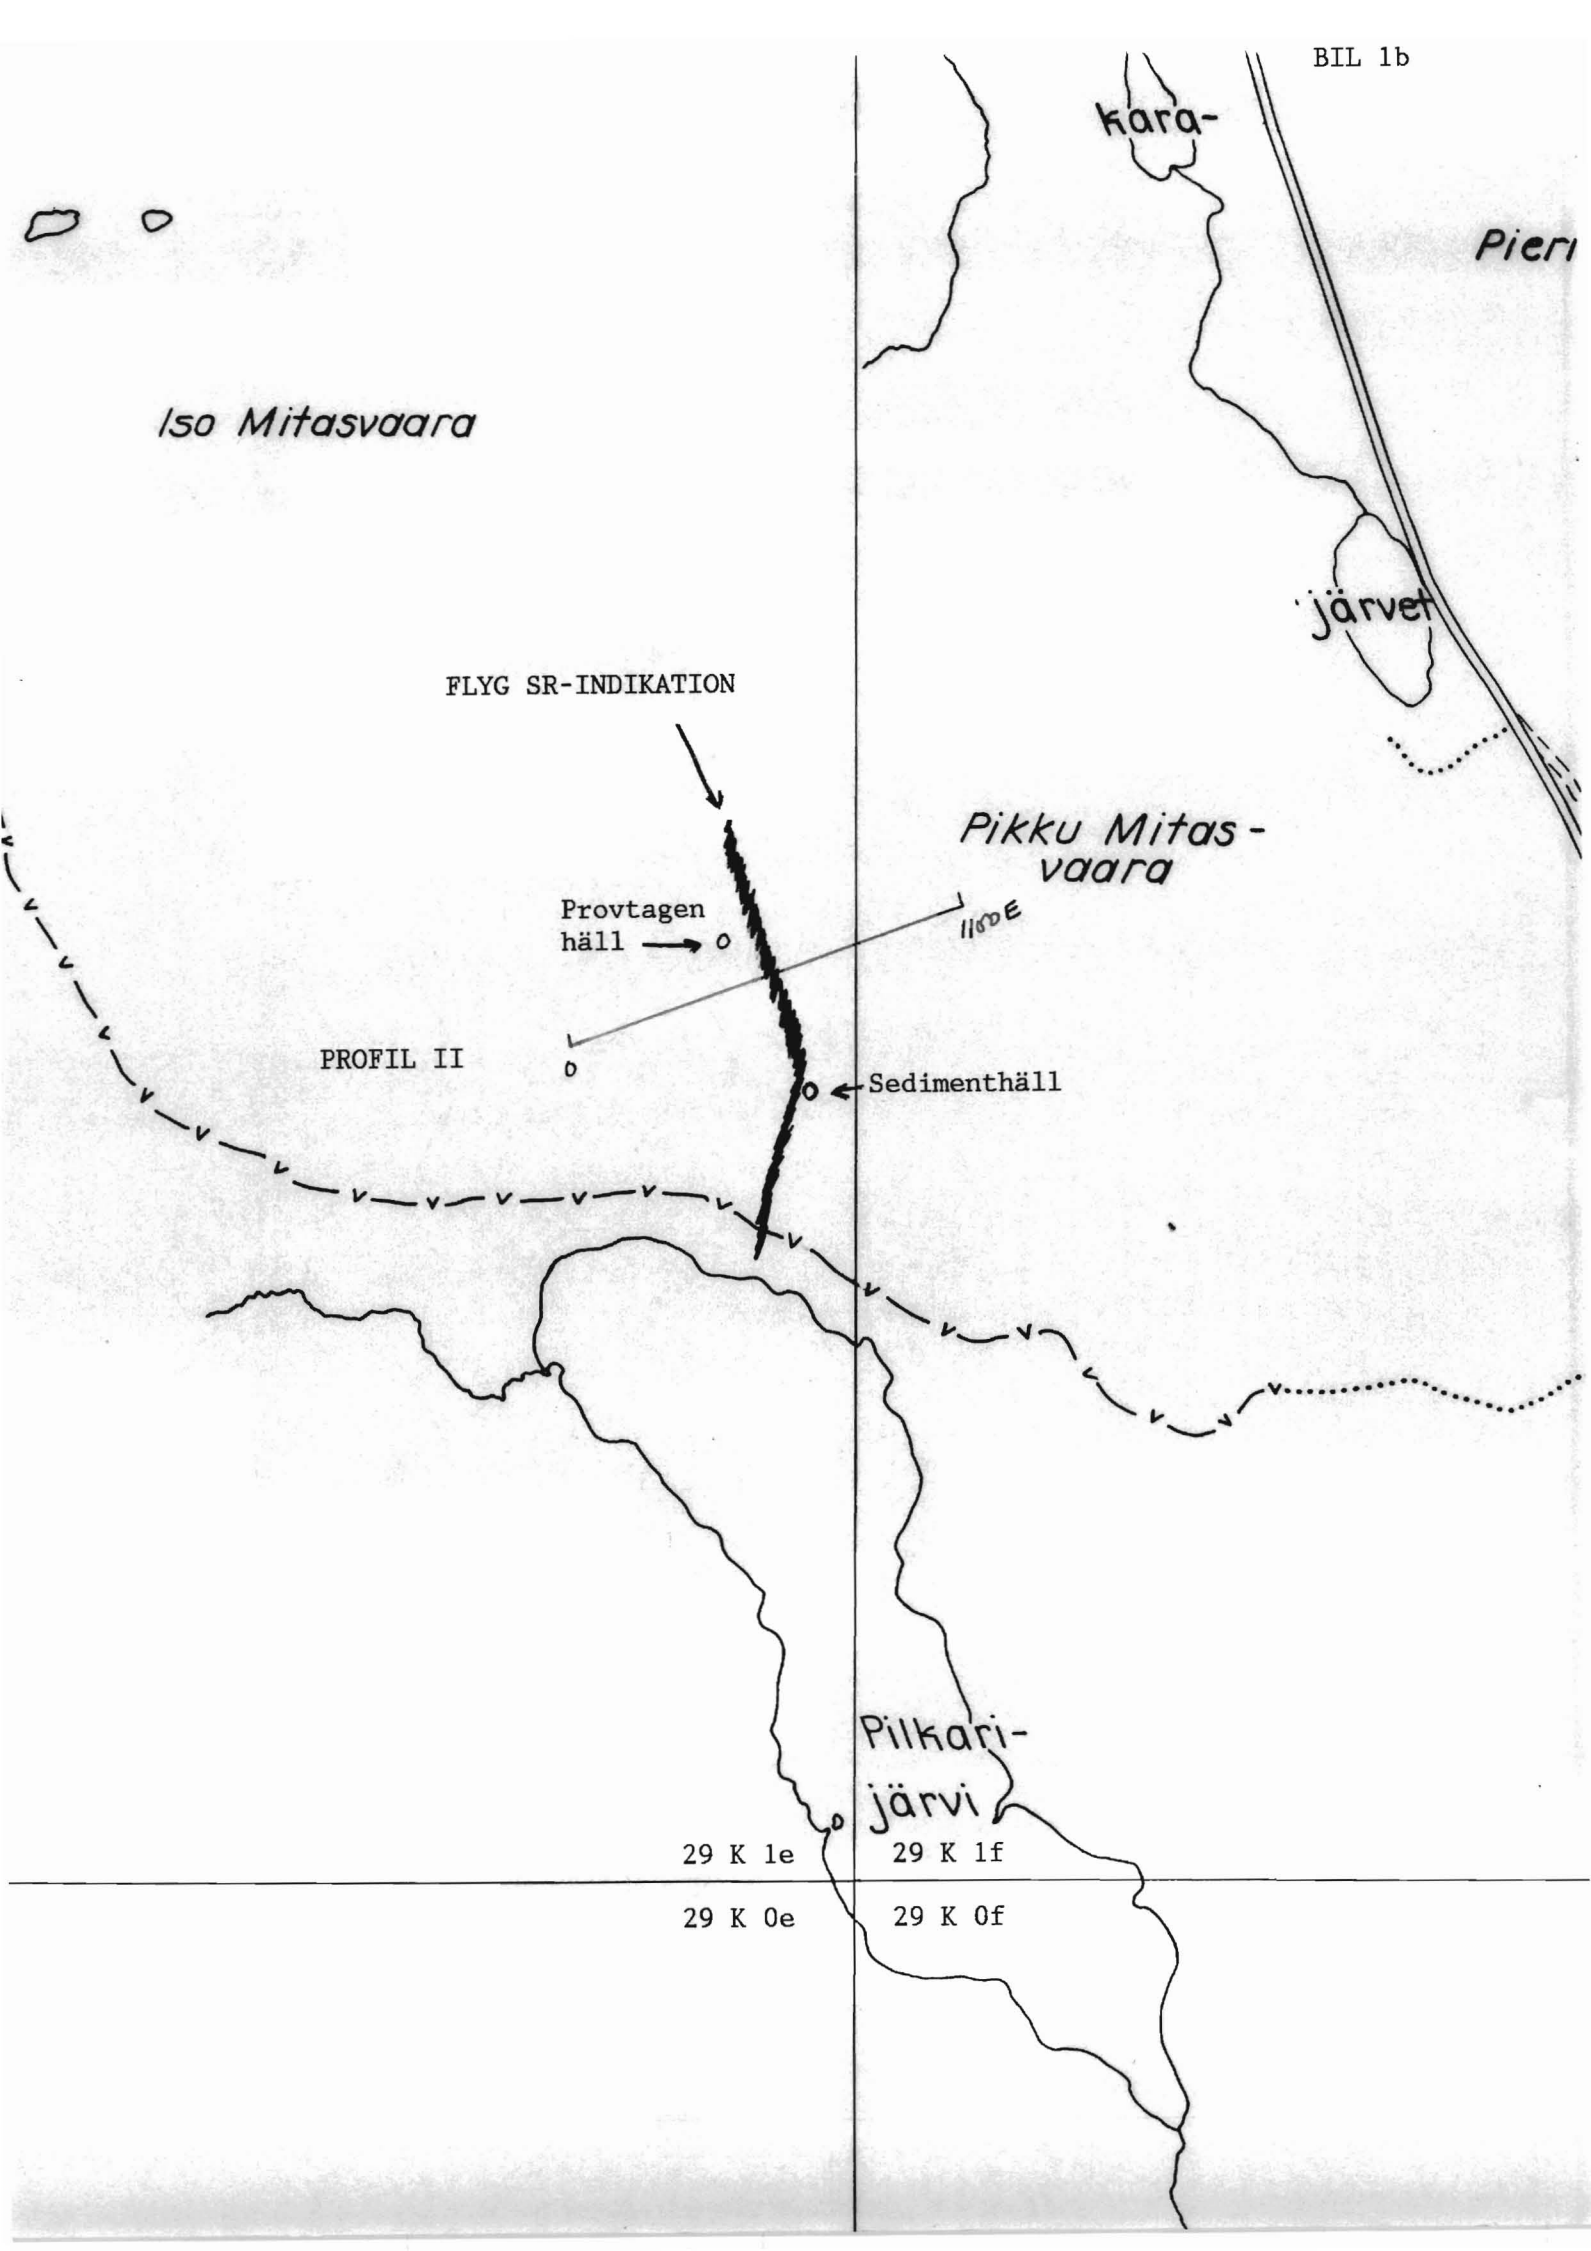 BIL 1b
kara-
Pieri
Iso Mitasvaara
järvet
FLYG SR-INDIKATION
Pikku Mitas-
vaara
Provtagen
häll
1100E
PROFIL II
0
Sedimenthäll
Pilkari-
järvi
29 K 1e
29 K 1f
29 K 0e
29 K 0f